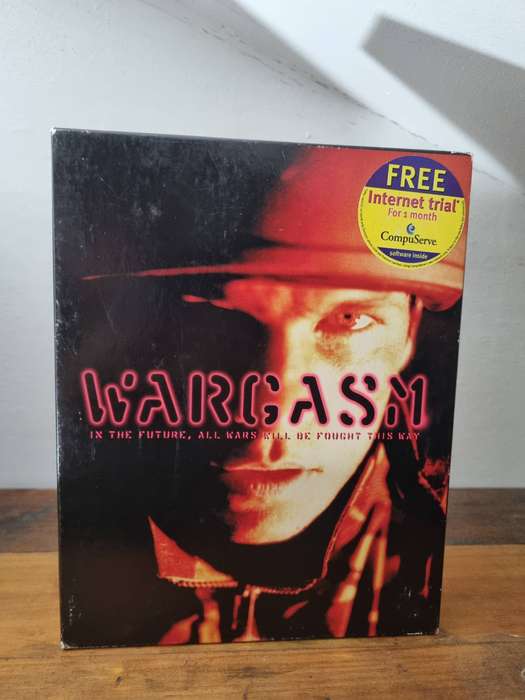 FREE
Internet trial*
For 1 month
CompuServe
software inside
WARGASM
IN THE FUTURE, ALL WARS WILL BE FOUGHT THIS WAY